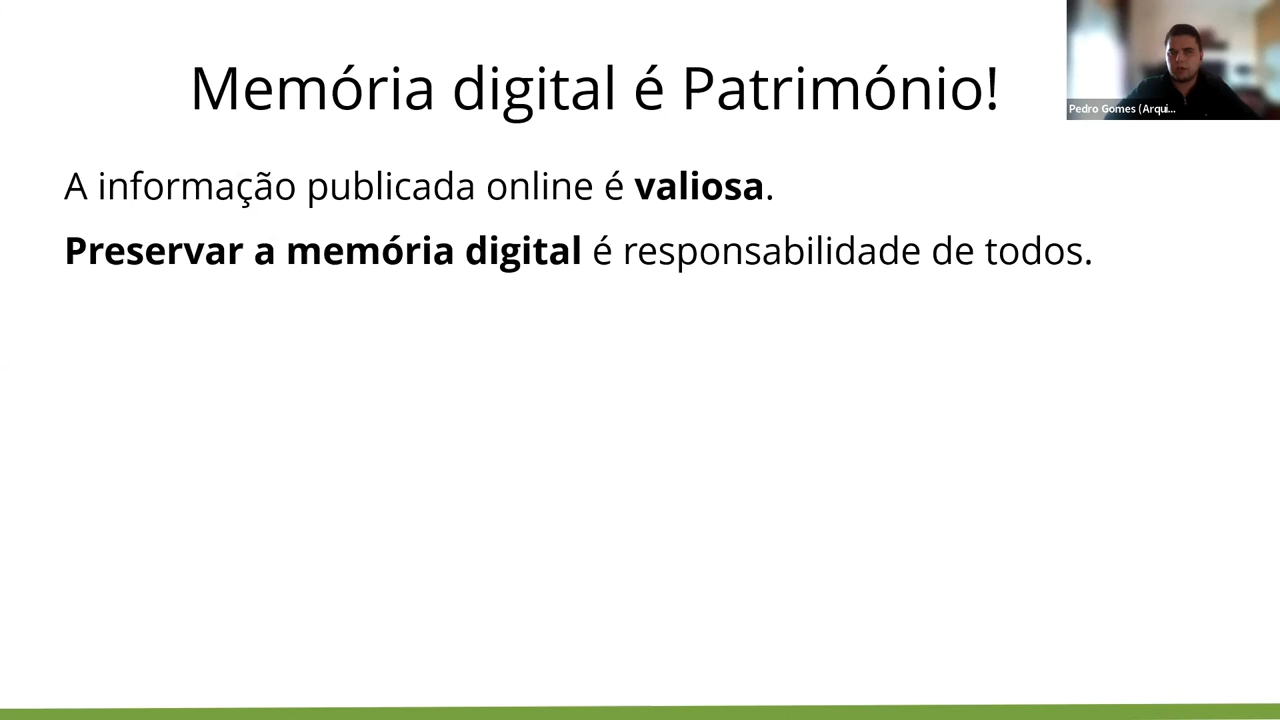 Memória digital é Património!
Pedro Gomes (Arqui...
A informação publicada online é valiosa.
Preservar a memória digital é responsabilidade de todos.